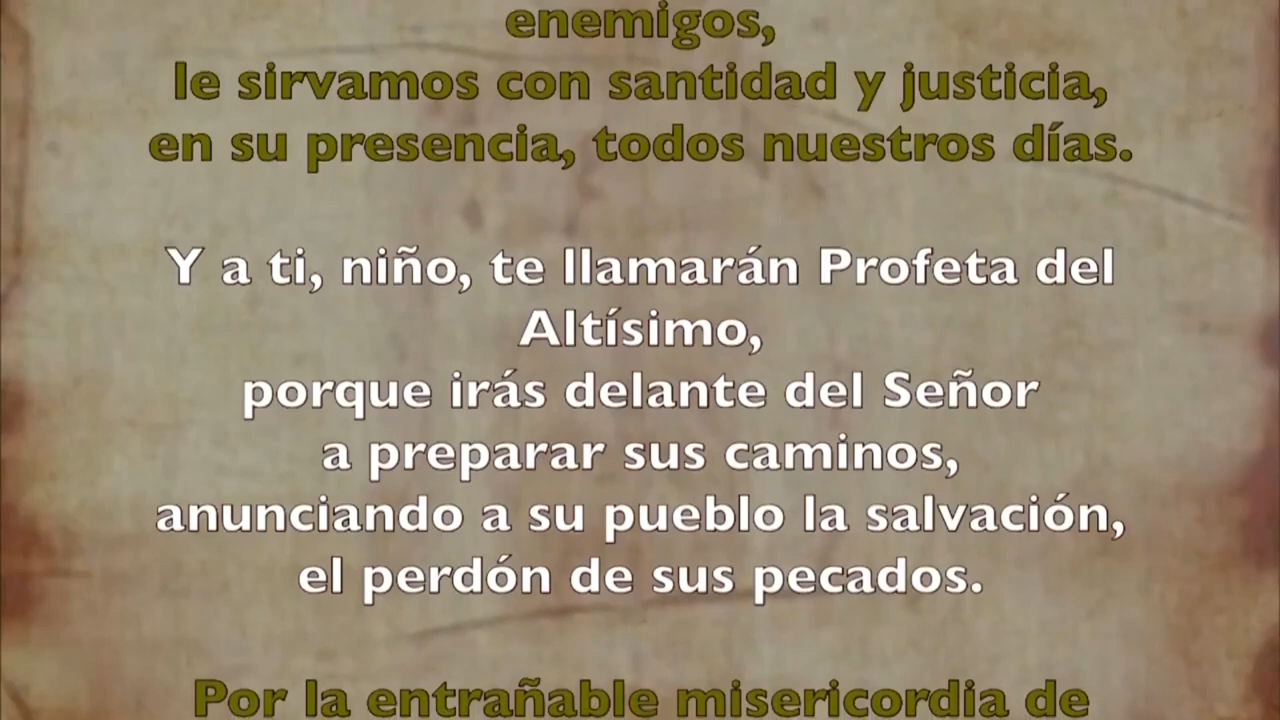 enemigos,
le sirvamos con santidad y justicia,
en su presencia, todos nuestros días.
Y a ti, niño, te llamarán Profeta del
Altísimo,
porque irás delante del Señor
a preparar sus caminos,
anunciando a su pueblo la salvación,
el perdón de sus pecados.
Por la entrañable misericordia de